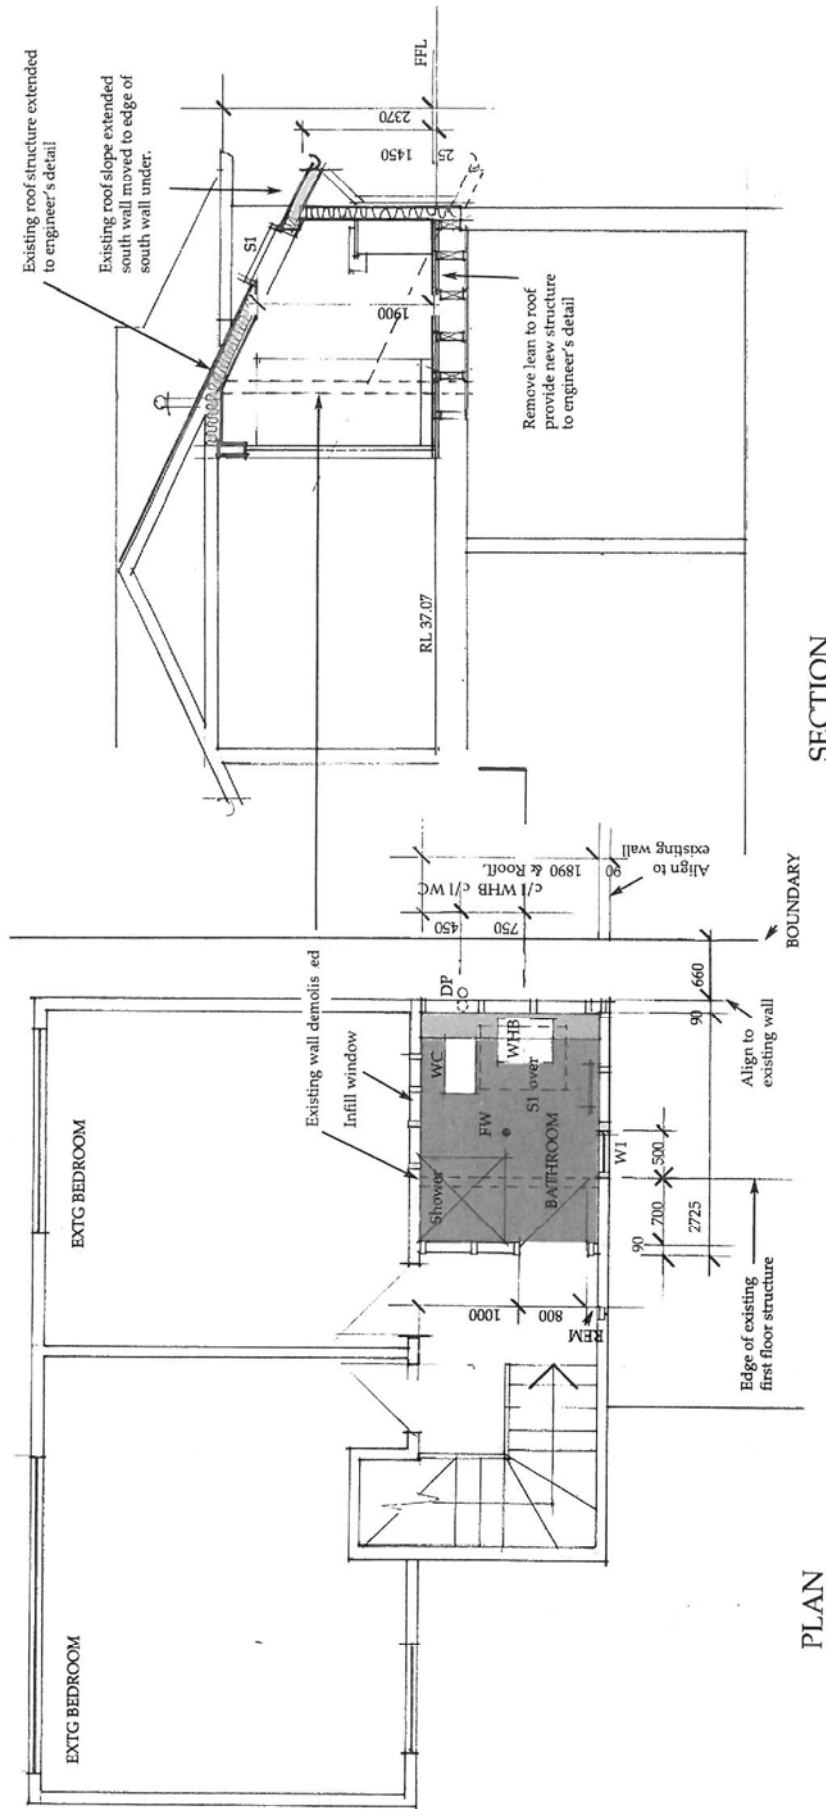 EXTG BEDROOM
EXTG BEDROOM
Existing wall demolis ed
Infill window
DP
WC
WHB
FW
S1 over
Shower
BATHROOM
W1
REM
1000
800
90
700
500
2725
90
660
450
750
c/l WHB c/l WC
1890 & Roofl.
90
Align to
existing wall
Align to
existing wall
BOUNDARY
Edge of existing
first floor structure
PLAN
Existing roof structure extended
to engineer's detail
Existing roof slope extended
south wall moved to edge of
south wall under.
S1
1900
2370
1450
25
FFL
RL 37.07
Remove lean to roof
provide new structure
to engineer's detail
SECTION